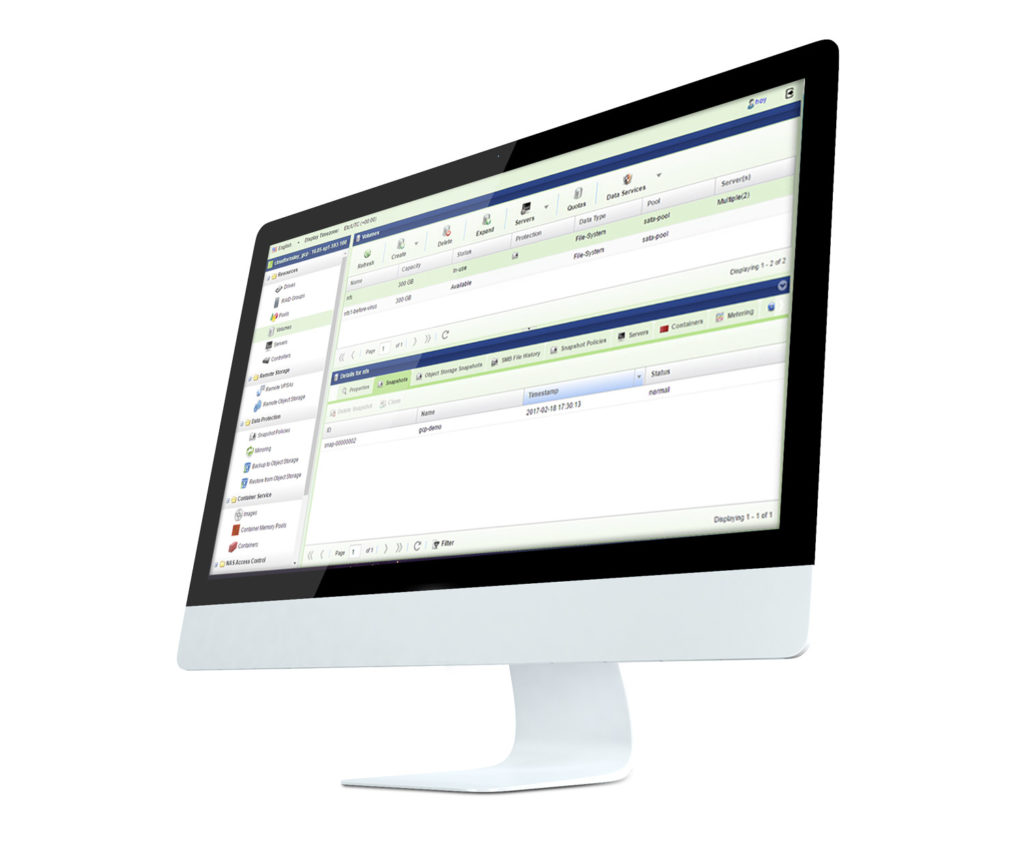 hoy
English Display Timezone: Etc/UTC (+00:00)
Resources
Drives
RAID Groups
Pools
Volumes
Servers
Controllers
Remote Storage
Remote VPSAs
Remote Object Storage
Data Protection
Snapshot Policies
Mirroring
Backup to Object Storage
Restore from Object Storage
Container Service
Images
Container Memory Pools
Containers
NAS Access Control
Volumes
Refresh Create Delete Expand Servers Quotas Data Services
Name Capacity Status Protection Data Type Pool Server(s)
nfs 300 GB In-use File-System sata-pool Multiple(2)
nfs1-before-virus 300 GB Available File-System sata-pool
Page 1 of 1 Displaying 1 - 2 of 2
Details for nfs
Properties Snapshots Object Storage Snapshots SMB File History Snapshot Policies Servers Containers Metering
Delete Snapshot Clone
ID Name Timestamp Status
snap-00000002 gcp-demo 2017-02-18 17:30:13 normal
Page 1 of 1 Filter Displaying 1 - 1 of 1